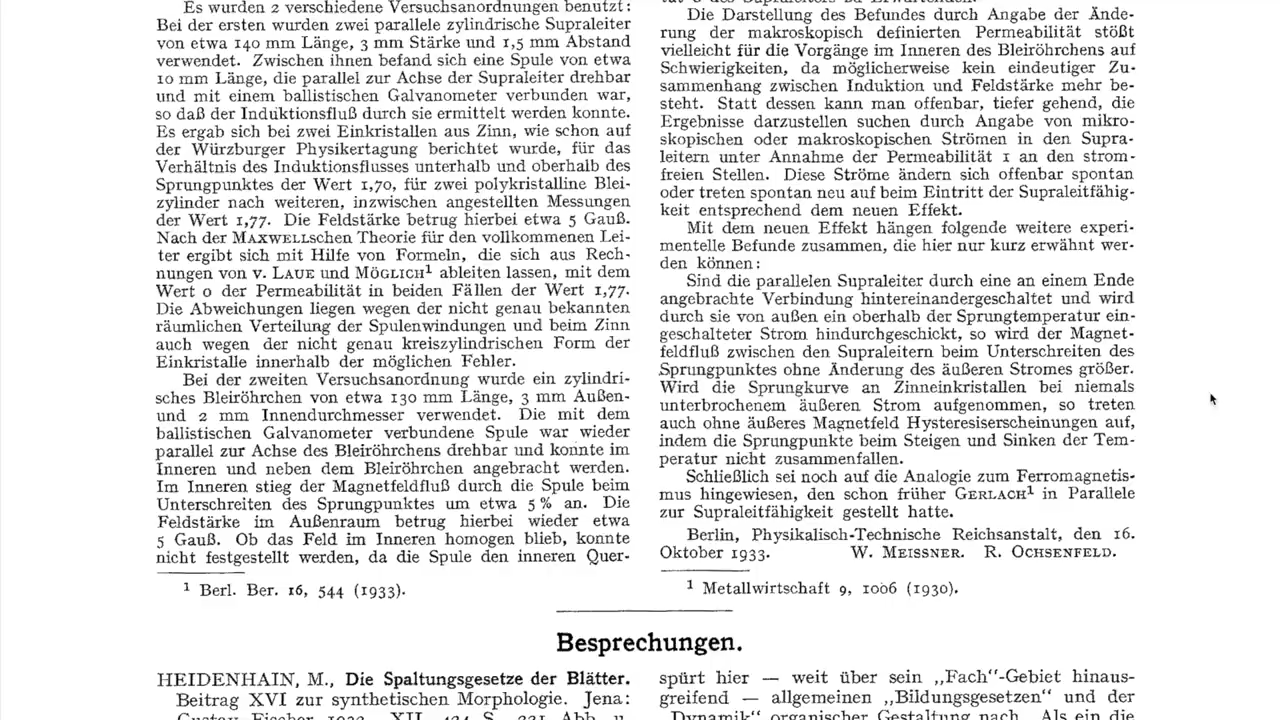 Es wurden 2 verschiedene Versuchsanordnungen benutzt:
Bei der ersten wurden zwei parallele zylindrische Supraleiter
von etwa 140 mm Länge, 3 mm Stärke und 1,5 mm Abstand
verwendet. Zwischen ihnen befand sich eine Spule von etwa
10 mm Länge, die parallel zur Achse der Supraleiter drehbar
und mit einem ballistischen Galvanometer verbunden war,
so daß der Induktionsfluß durch sie ermittelt werden konnte.
Es ergab sich bei zwei Einkristallen aus Zinn, wie schon auf
der Würzburger Physikertagung berichtet wurde, für das
Verhältnis des Induktionsflusses unterhalb und oberhalb des
Sprungpunktes der Wert 1,70, für zwei polykristalline Blei-
zylinder nach weiteren, inzwischen angestellten Messungen
der Wert 1,77. Die Feldstärke betrug hierbei etwa 5 Gauß.
Nach der MAXWELLschen Theorie für den vollkommenen Lei-
ter ergibt sich mit Hilfe von Formeln, die sich aus Rech-
nungen von v. LAUE und MÖGLICH¹ ableiten lassen, mit dem
Wert 0 der Permeabilität in beiden Fällen der Wert 1,77.
Die Abweichungen liegen wegen der nicht genau bekannten
räumlichen Verteilung der Spulenwindungen und beim Zinn
auch wegen der nicht genau kreiszylindrischen Form der
Einkristalle innerhalb der möglichen Fehler.
Bei der zweiten Versuchsanordnung wurde ein zylindri-
sches Bleiröhrchen von etwa 130 mm Länge, 3 mm Außen-
und 2 mm Innendurchmesser verwendet. Die mit dem
ballistischen Galvanometer verbundene Spule war wieder
parallel zur Achse des Bleiröhrchens drehbar und konnte im
Inneren und neben dem Bleiröhrchen angebracht werden.
Im Inneren stieg der Magnetfeldfluß durch die Spule beim
Unterschreiten des Sprungpunktes um etwa 5 % an. Die
Feldstärke im Außenraum betrug hierbei wieder etwa
5 Gauß. Ob das Feld im Inneren homogen blieb, konnte
nicht festgestellt werden, da die Spule den inneren Quer-
¹ Berl. Ber. 16, 544 (1933).
Die Darstellung des Befundes durch Angabe der Ände-
rung der makroskopisch definierten Permeabilität stößt
vielleicht für die Vorgänge im Inneren des Bleiröhrchens auf
Schwierigkeiten, da möglicherweise kein eindeutiger Zu-
sammenhang zwischen Induktion und Feldstärke mehr be-
steht. Statt dessen kann man offenbar, tiefer gehend, die
Ergebnisse darzustellen suchen durch Angabe von mikro-
skopischen oder makroskopischen Strömen in den Supra-
leitern unter Annahme der Permeabilität 1 an den strom-
freien Stellen. Diese Ströme ändern sich offenbar spontan
oder treten spontan neu auf beim Eintritt der Supraleitfähig-
keit entsprechend dem neuen Effekt.
Mit dem neuen Effekt hängen folgende weitere experi-
mentelle Befunde zusammen, die hier nur kurz erwähnt wer-
den können:
Sind die parallelen Supraleiter durch eine an einem Ende
angebrachte Verbindung hintereinandergeschaltet und wird
durch sie von außen ein oberhalb der Sprungtemperatur ein-
geschalteter Strom hindurchgeschickt, so wird der Magnet-
feldfluß zwischen den Supraleitern beim Unterschreiten des
Sprungpunktes ohne Änderung des äußeren Stromes größer.
Wird die Sprungkurve an Zinneinkristallen bei niemals
unterbrochenem äußeren Strom aufgenommen, so treten
auch ohne äußeres Magnetfeld Hysteresiserscheinungen auf,
indem die Sprungpunkte beim Steigen und Sinken der Tem-
peratur nicht zusammenfallen.
Schließlich sei noch auf die Analogie zum Ferromagnetis-
mus hingewiesen, den schon früher GERLACH¹ in Parallele
zur Supraleitfähigkeit gestellt hatte.
Berlin, Physikalisch-Technische Reichsanstalt, den 16.
Oktober 1933. W. MEISSNER. R. OCHSENFELD.
¹ Metallwirtschaft 9, 1006 (1930).
Besprechungen.
HEIDENHAIN, M., Die Spaltungsgesetze der Blätter.
Beitrag XVI zur synthetischen Morphologie. Jena:
spürt hier — weit über sein „Fach“-Gebiet hinaus-
greifend — allgemeinen „Bildungsgesetzen“ und der
„Dynamik“ organischer Gestaltung nach. Als ein die